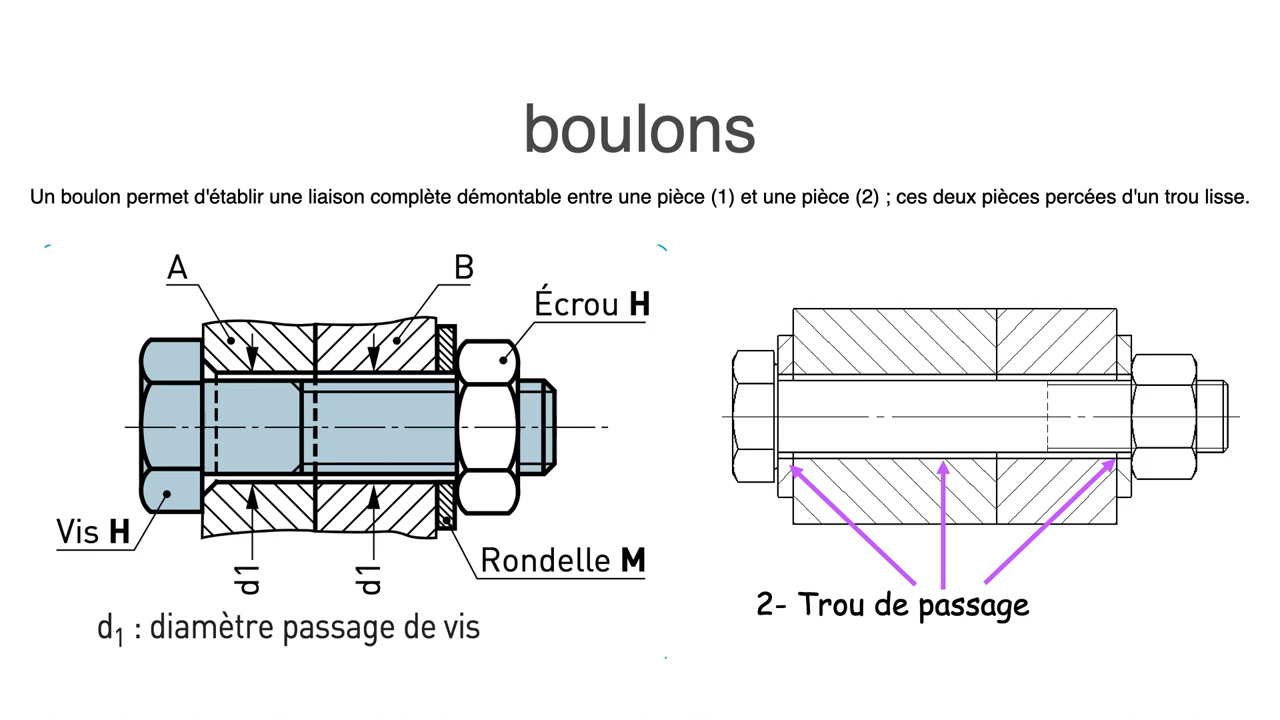 boulons
Un boulon permet d'établir une liaison complète démontable entre une pièce (1) et une pièce (2) ; ces deux pièces percées d'un trou lisse.
A
B
Écrou H
Vis H
d1
d1
Rondelle M
d1 : diamètre passage de vis
2- Trou de passage